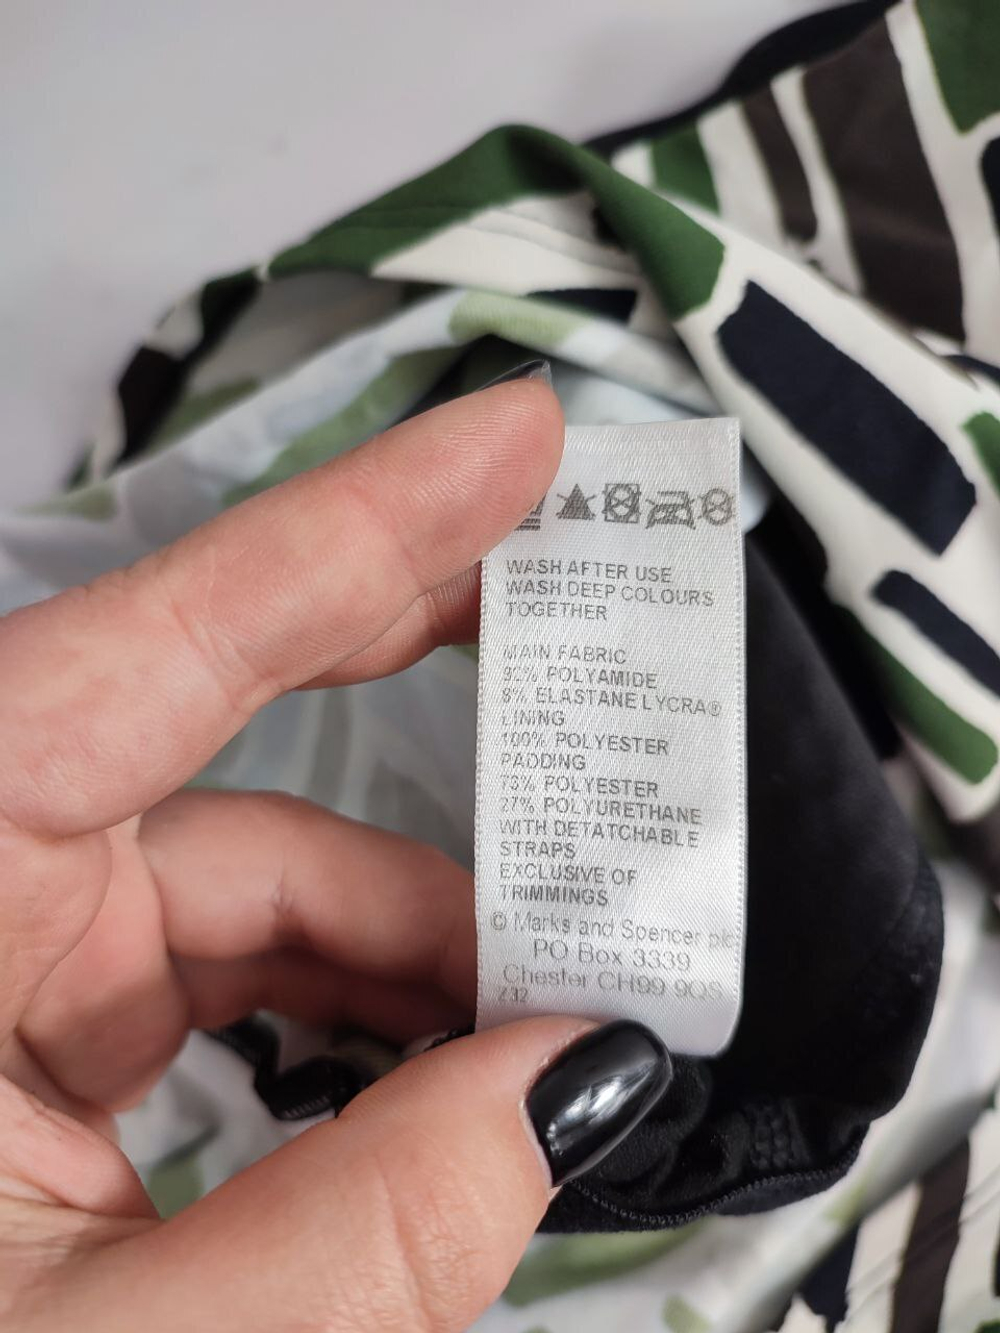 WASH AFTER USE
WASH DEEP COLOURS
TOGETHER
MAIN FABRIC
92% POLYAMIDE
8% ELASTANE LYCRA®
LINING
100% POLYESTER
PADDING
73% POLYESTER
27% POLYURETHANE
WITH DETATCHABLE
STRAPS
EXCLUSIVE OF
TRIMMINGS
© Marks and Spencer plc
PO Box 3339
Chester CH99 9QS